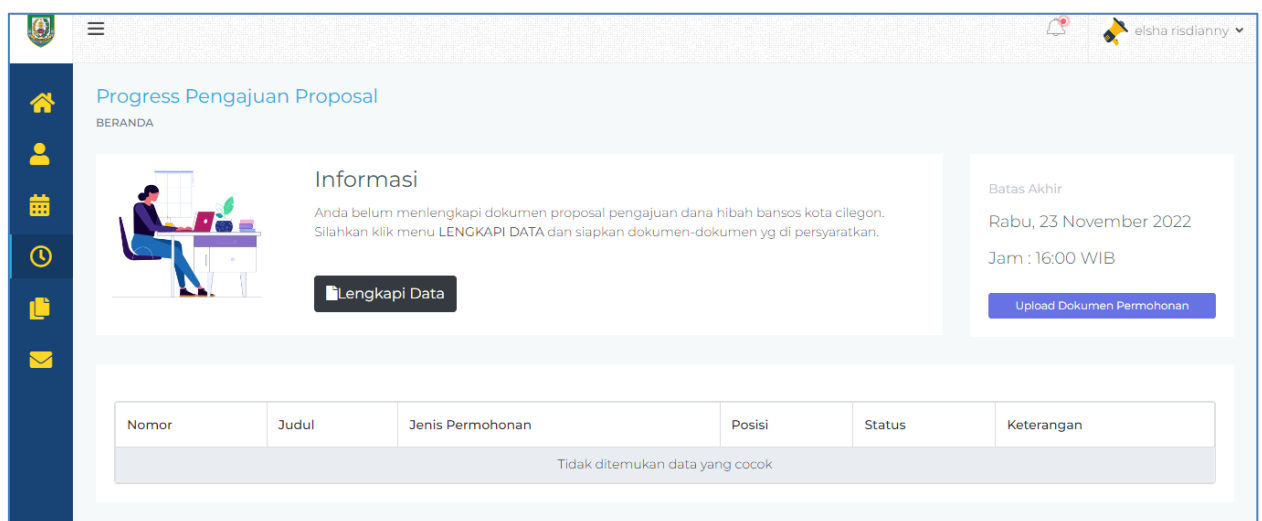 elsha risdianny
Progress Pengajuan Proposal
BERANDA
Informasi
Anda belum menlengkapi dokumen proposal pengajuan dana hibah bansos kota cilegon.
Silahkan klik menu LENGKAPI DATA dan siapkan dokumen-dokumen yg di persyaratkan.
Lengkapi Data
Batas Akhir
Rabu, 23 November 2022
Jam : 16:00 WIB
Upload Dokumen Permohonan
Nomor Judul Jenis Permohonan Posisi Status Keterangan
Tidak ditemukan data yang cocok